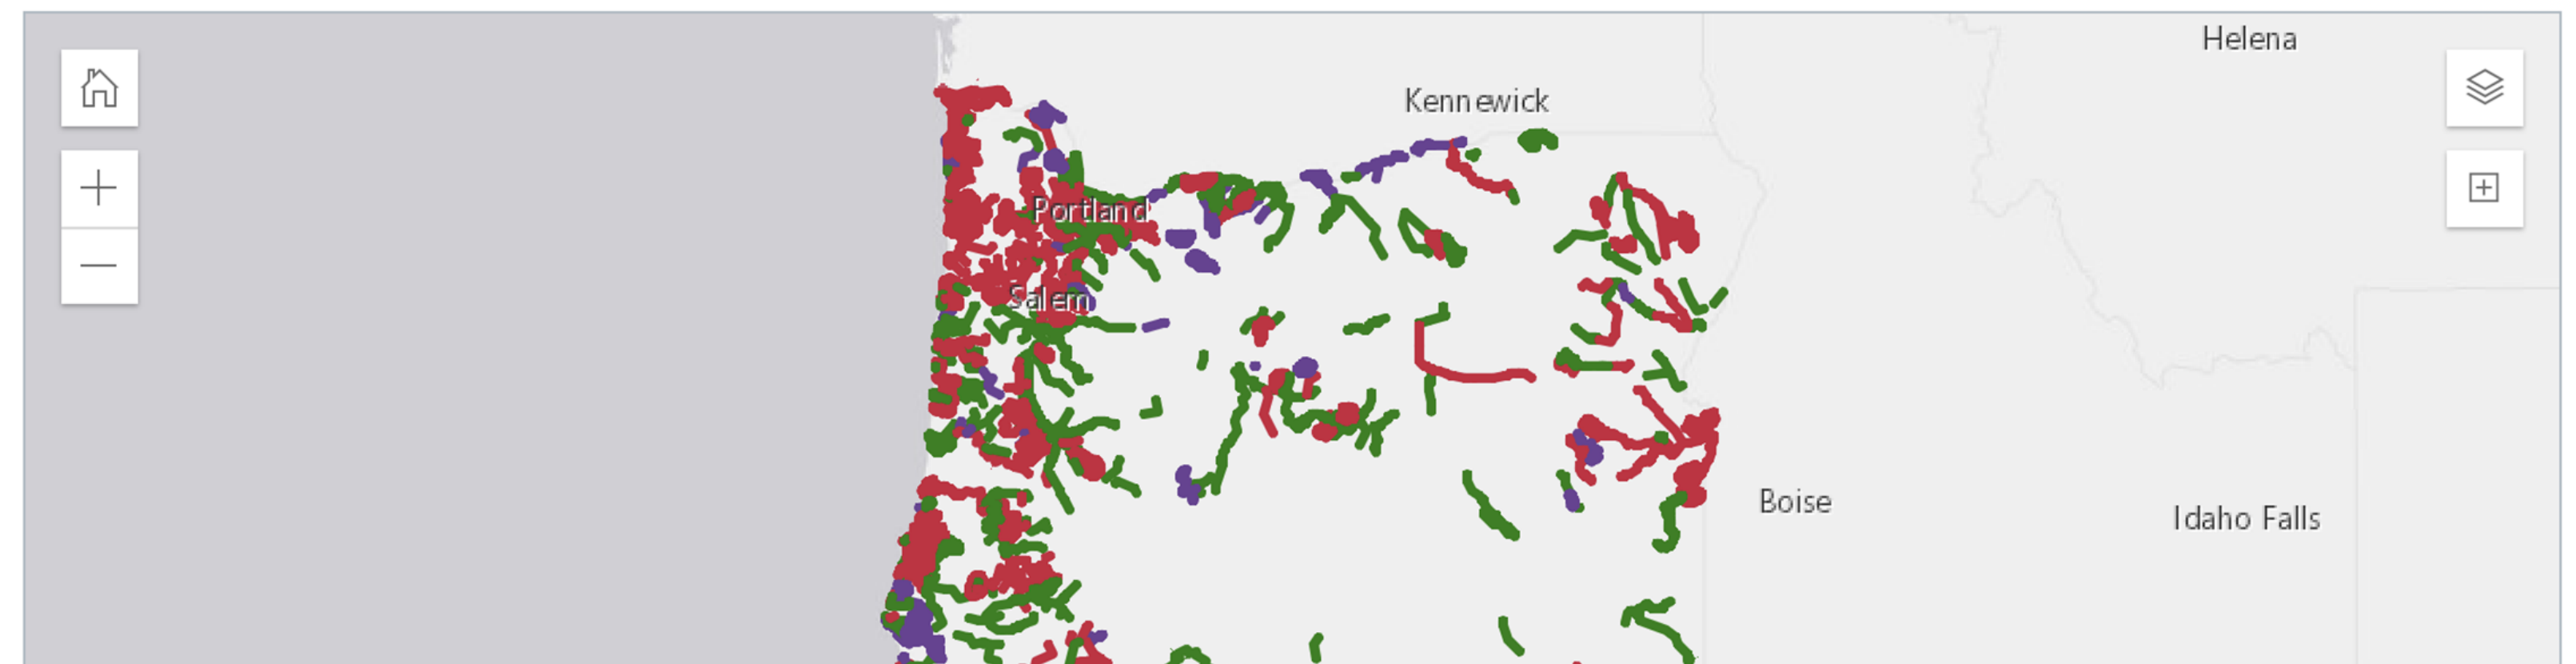 Helena
Kennewick
Portland
Salem
Boise
Idaho Falls